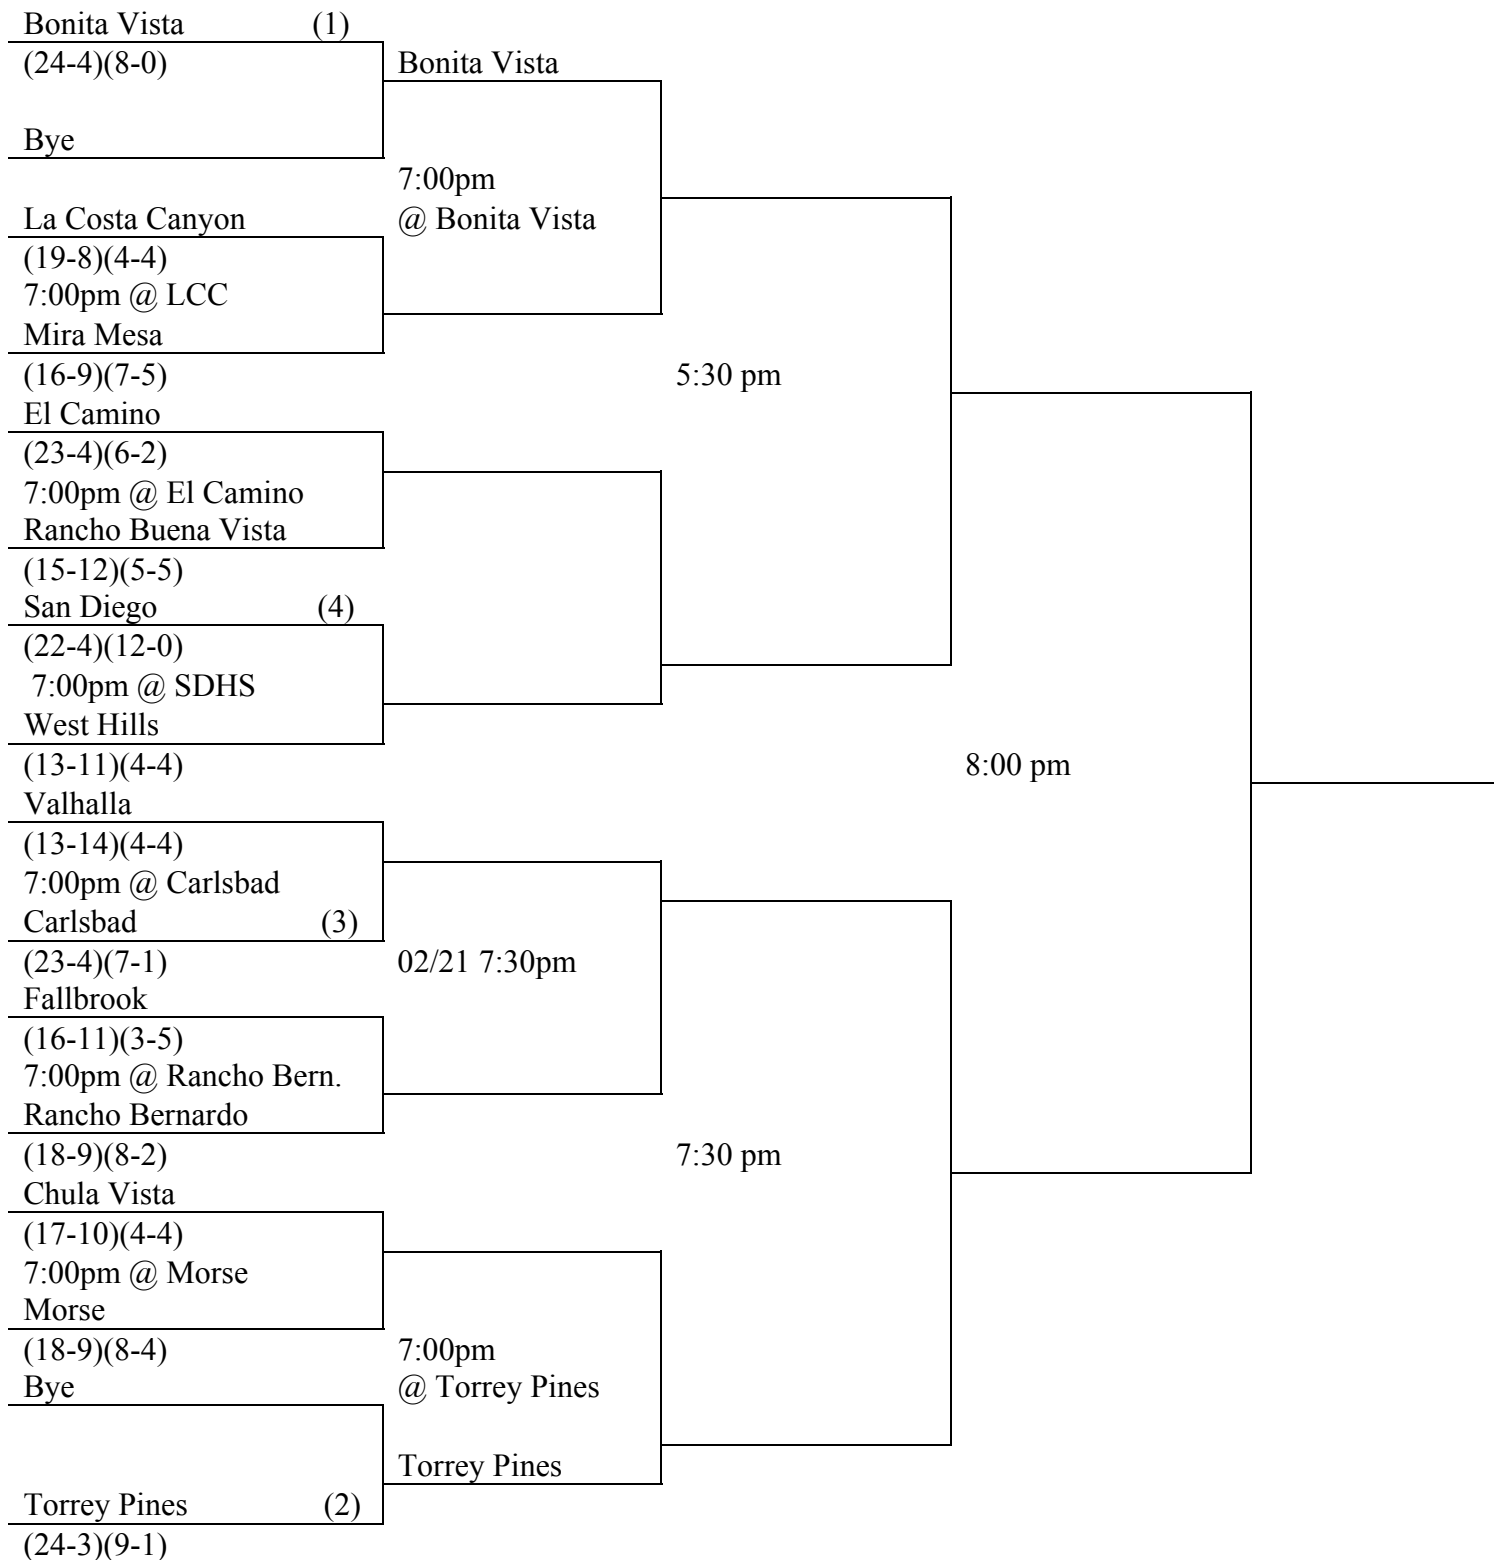 Bonita Vista (1)
(24-4)(8-0)
Bonita Vista
Bye
7:00pm
La Costa Canyon
@ Bonita Vista
(19-8)(4-4)
7:00pm @ LCC
Mira Mesa
(16-9)(7-5)
5:30 pm
El Camino
(23-4)(6-2)
7:00pm @ El Camino
Rancho Buena Vista
(15-12)(5-5)
San Diego (4)
(22-4)(12-0)
7:00pm @ SDHS
West Hills
(13-11)(4-4)
8:00 pm
Valhalla
(13-14)(4-4)
7:00pm @ Carlsbad
Carlsbad (3)
(23-4)(7-1)
02/21 7:30pm
Fallbrook
(16-11)(3-5)
7:00pm @ Rancho Bern.
Rancho Bernardo
(18-9)(8-2)
7:30 pm
Chula Vista
(17-10)(4-4)
7:00pm @ Morse
Morse
(18-9)(8-4)
7:00pm
Bye
@ Torrey Pines
Torrey Pines
Torrey Pines (2)
(24-3)(9-1)